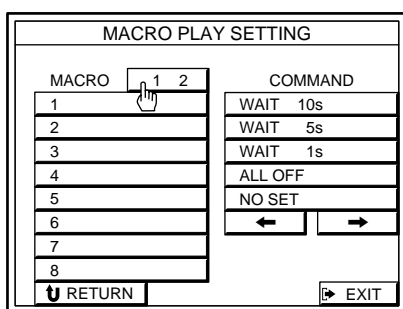 MACRO PLAY SETTING
MACRO 1 2
1
2
3
4
5
6
7
8
COMMAND
WAIT 10s
WAIT 5s
WAIT 1s
ALL OFF
NO SET
RETURN
EXIT